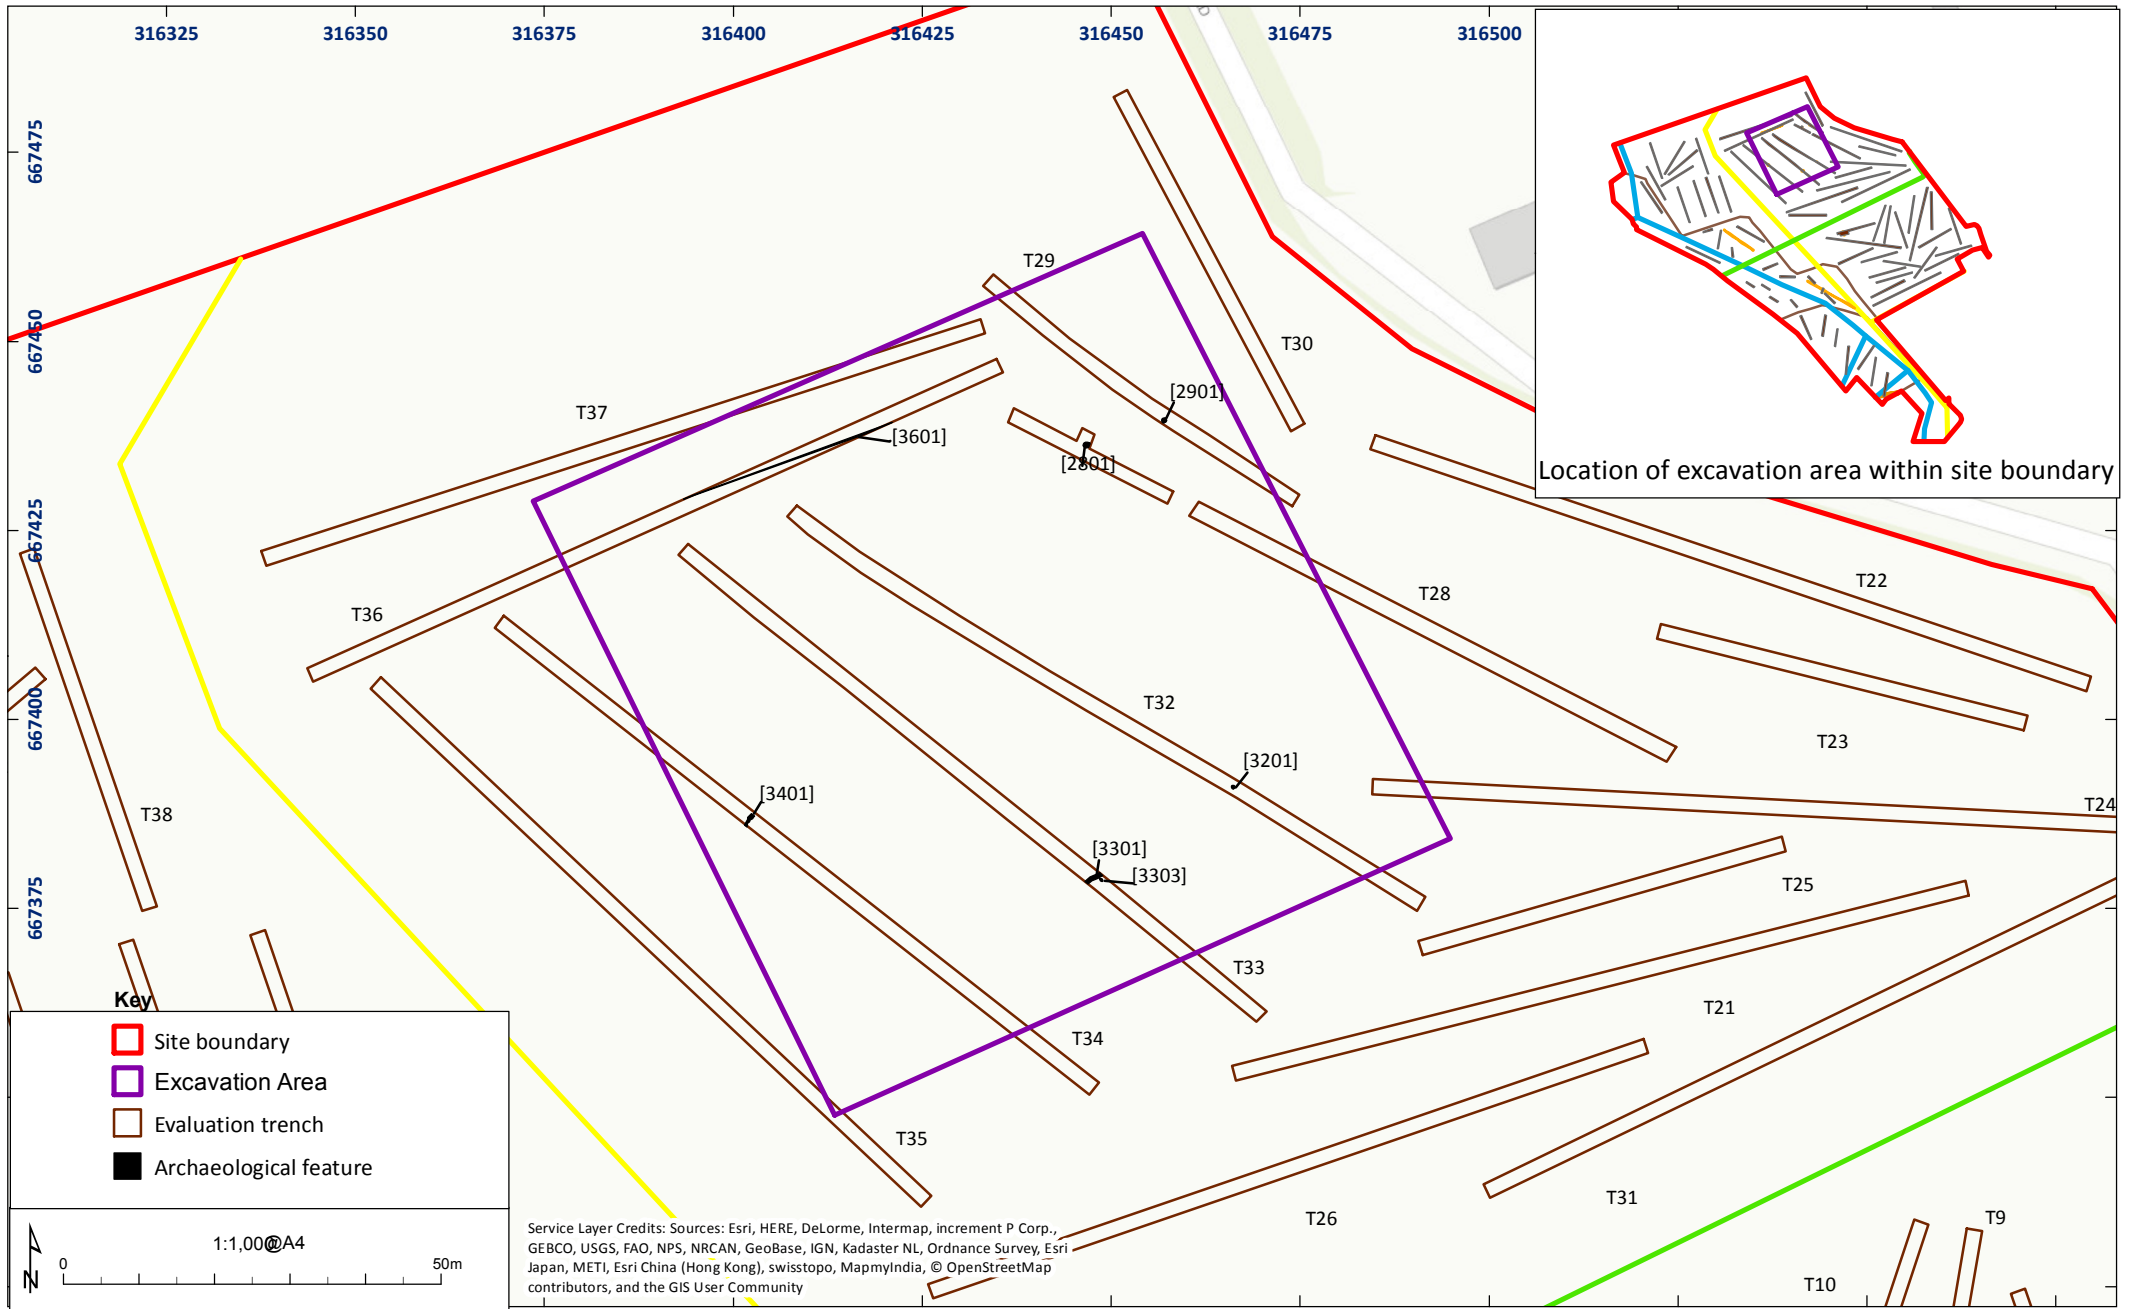 316325 316350 316375 316400 316425 316450 316475 316500
667475
667450
667425
667400
667375
T29
T30
T37
[2901]
[3601]
[2801]
T36
T28
T22
T32
T23
[3201]
[3401]
T38
T24
[3301]
[3303]
T25
T33
T21
T34
T35
T31
T26
T9
T10
Location of excavation area within site boundary
Key
Site boundary
Excavation Area
Evaluation trench
Archaeological feature
1:1,000@A4
0 50m
N
Service Layer Credits: Sources: Esri, HERE, DeLorme, Intermap, increment P Corp.,
GEBCO, USGS, FAO, NPS, NRCAN, GeoBase, IGN, Kadaster NL, Ordnance Survey, Esri
Japan, METI, Esri China (Hong Kong), swisstopo, MapmyIndia, © OpenStreetMap
contributors, and the GIS User Community